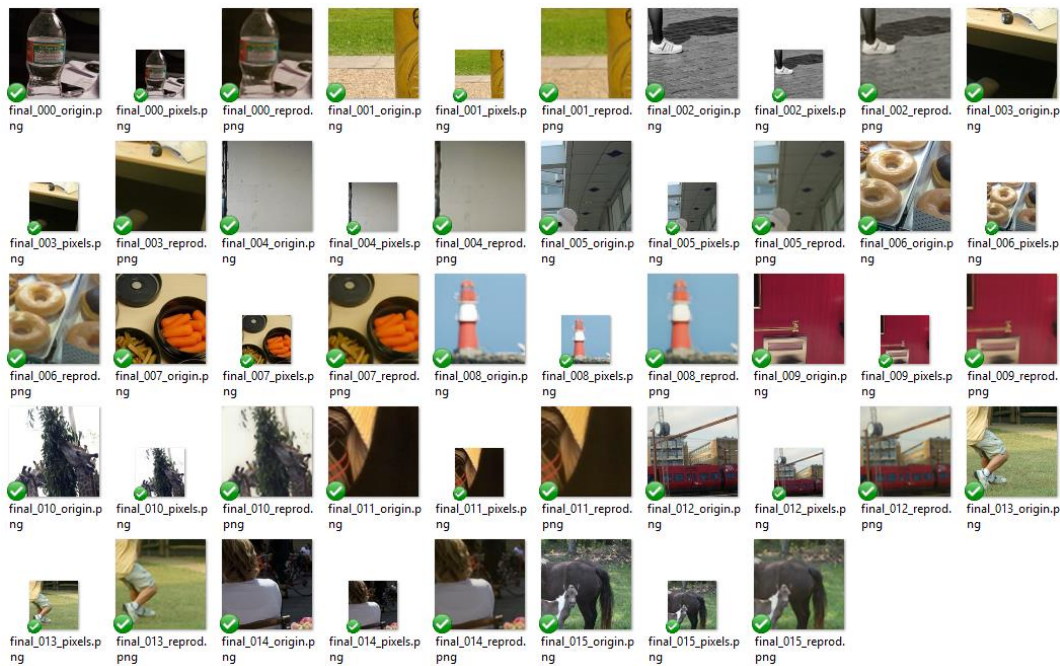 final_000_origin.p
ng
final_000_pixels.p
ng
final_000_reprod.
png
final_001_origin.p
ng
final_001_pixels.p
ng
final_001_reprod.
png
final_002_origin.p
ng
final_002_pixels.p
ng
final_002_reprod.
png
final_003_origin.p
ng
final_003_pixels.p
ng
final_003_reprod.
png
final_004_origin.p
ng
final_004_pixels.p
ng
final_004_reprod.
png
final_005_origin.p
ng
final_005_pixels.p
ng
final_005_reprod.
png
final_006_origin.p
ng
final_006_pixels.p
ng
final_006_reprod.
png
final_007_origin.p
ng
final_007_pixels.p
ng
final_007_reprod.
png
final_008_origin.p
ng
final_008_pixels.p
ng
final_008_reprod.
png
final_009_origin.p
ng
final_009_pixels.p
ng
final_009_reprod.
png
final_010_origin.p
ng
final_010_pixels.p
ng
final_010_reprod.
png
final_011_origin.p
ng
final_011_pixels.p
ng
final_011_reprod.
png
final_012_origin.p
ng
final_012_pixels.p
ng
final_012_reprod.
png
final_013_origin.p
ng
final_013_pixels.p
ng
final_013_reprod.
png
final_014_origin.p
ng
final_014_pixels.p
ng
final_014_reprod.
png
final_015_origin.p
ng
final_015_pixels.p
ng
final_015_reprod.
png